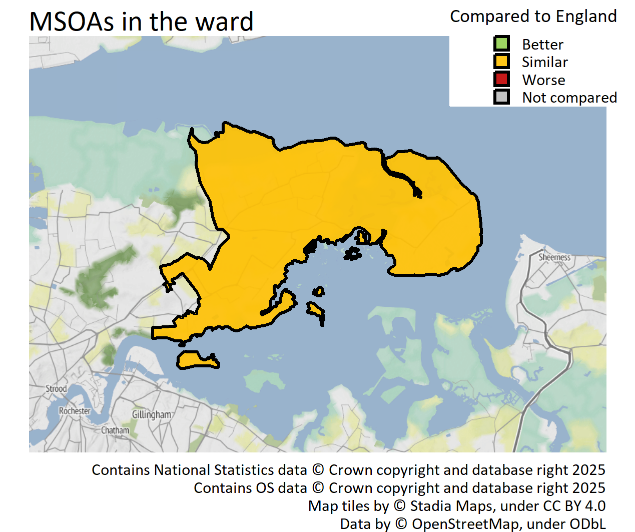 MSOAs in the ward
Compared to England
Better
Similar
Worse
Not compared
Sheerness
Strood
Rochester
Gillingham
Chatham
Contains National Statistics data © Crown copyright and database right 2025
Contains OS data © Crown copyright and database right 2025
Map tiles by © Stadia Maps, under CC BY 4.0
Data by © OpenStreetMap, under ODbL